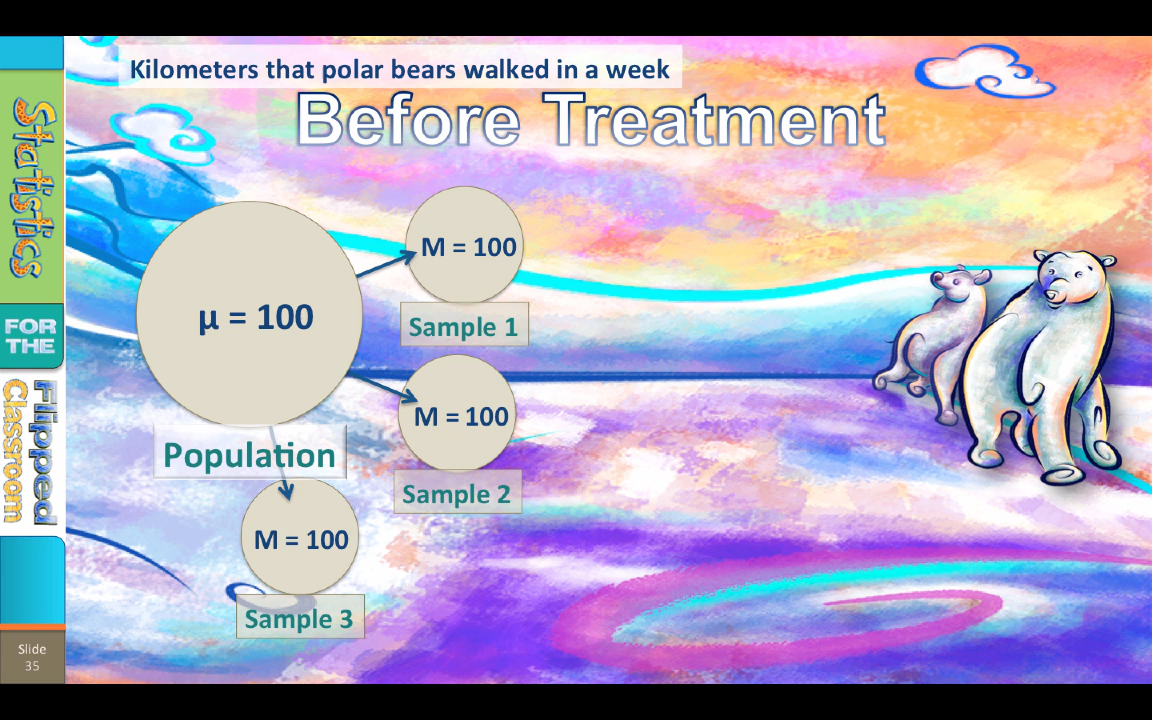 Kilometers that polar bears walked in a week
Before Treatment
μ = 100
Population
M = 100
Sample 1
M = 100
Sample 2
M = 100
Sample 3
Statistics
FOR
THE
Flipped
Classroom
Slide
35